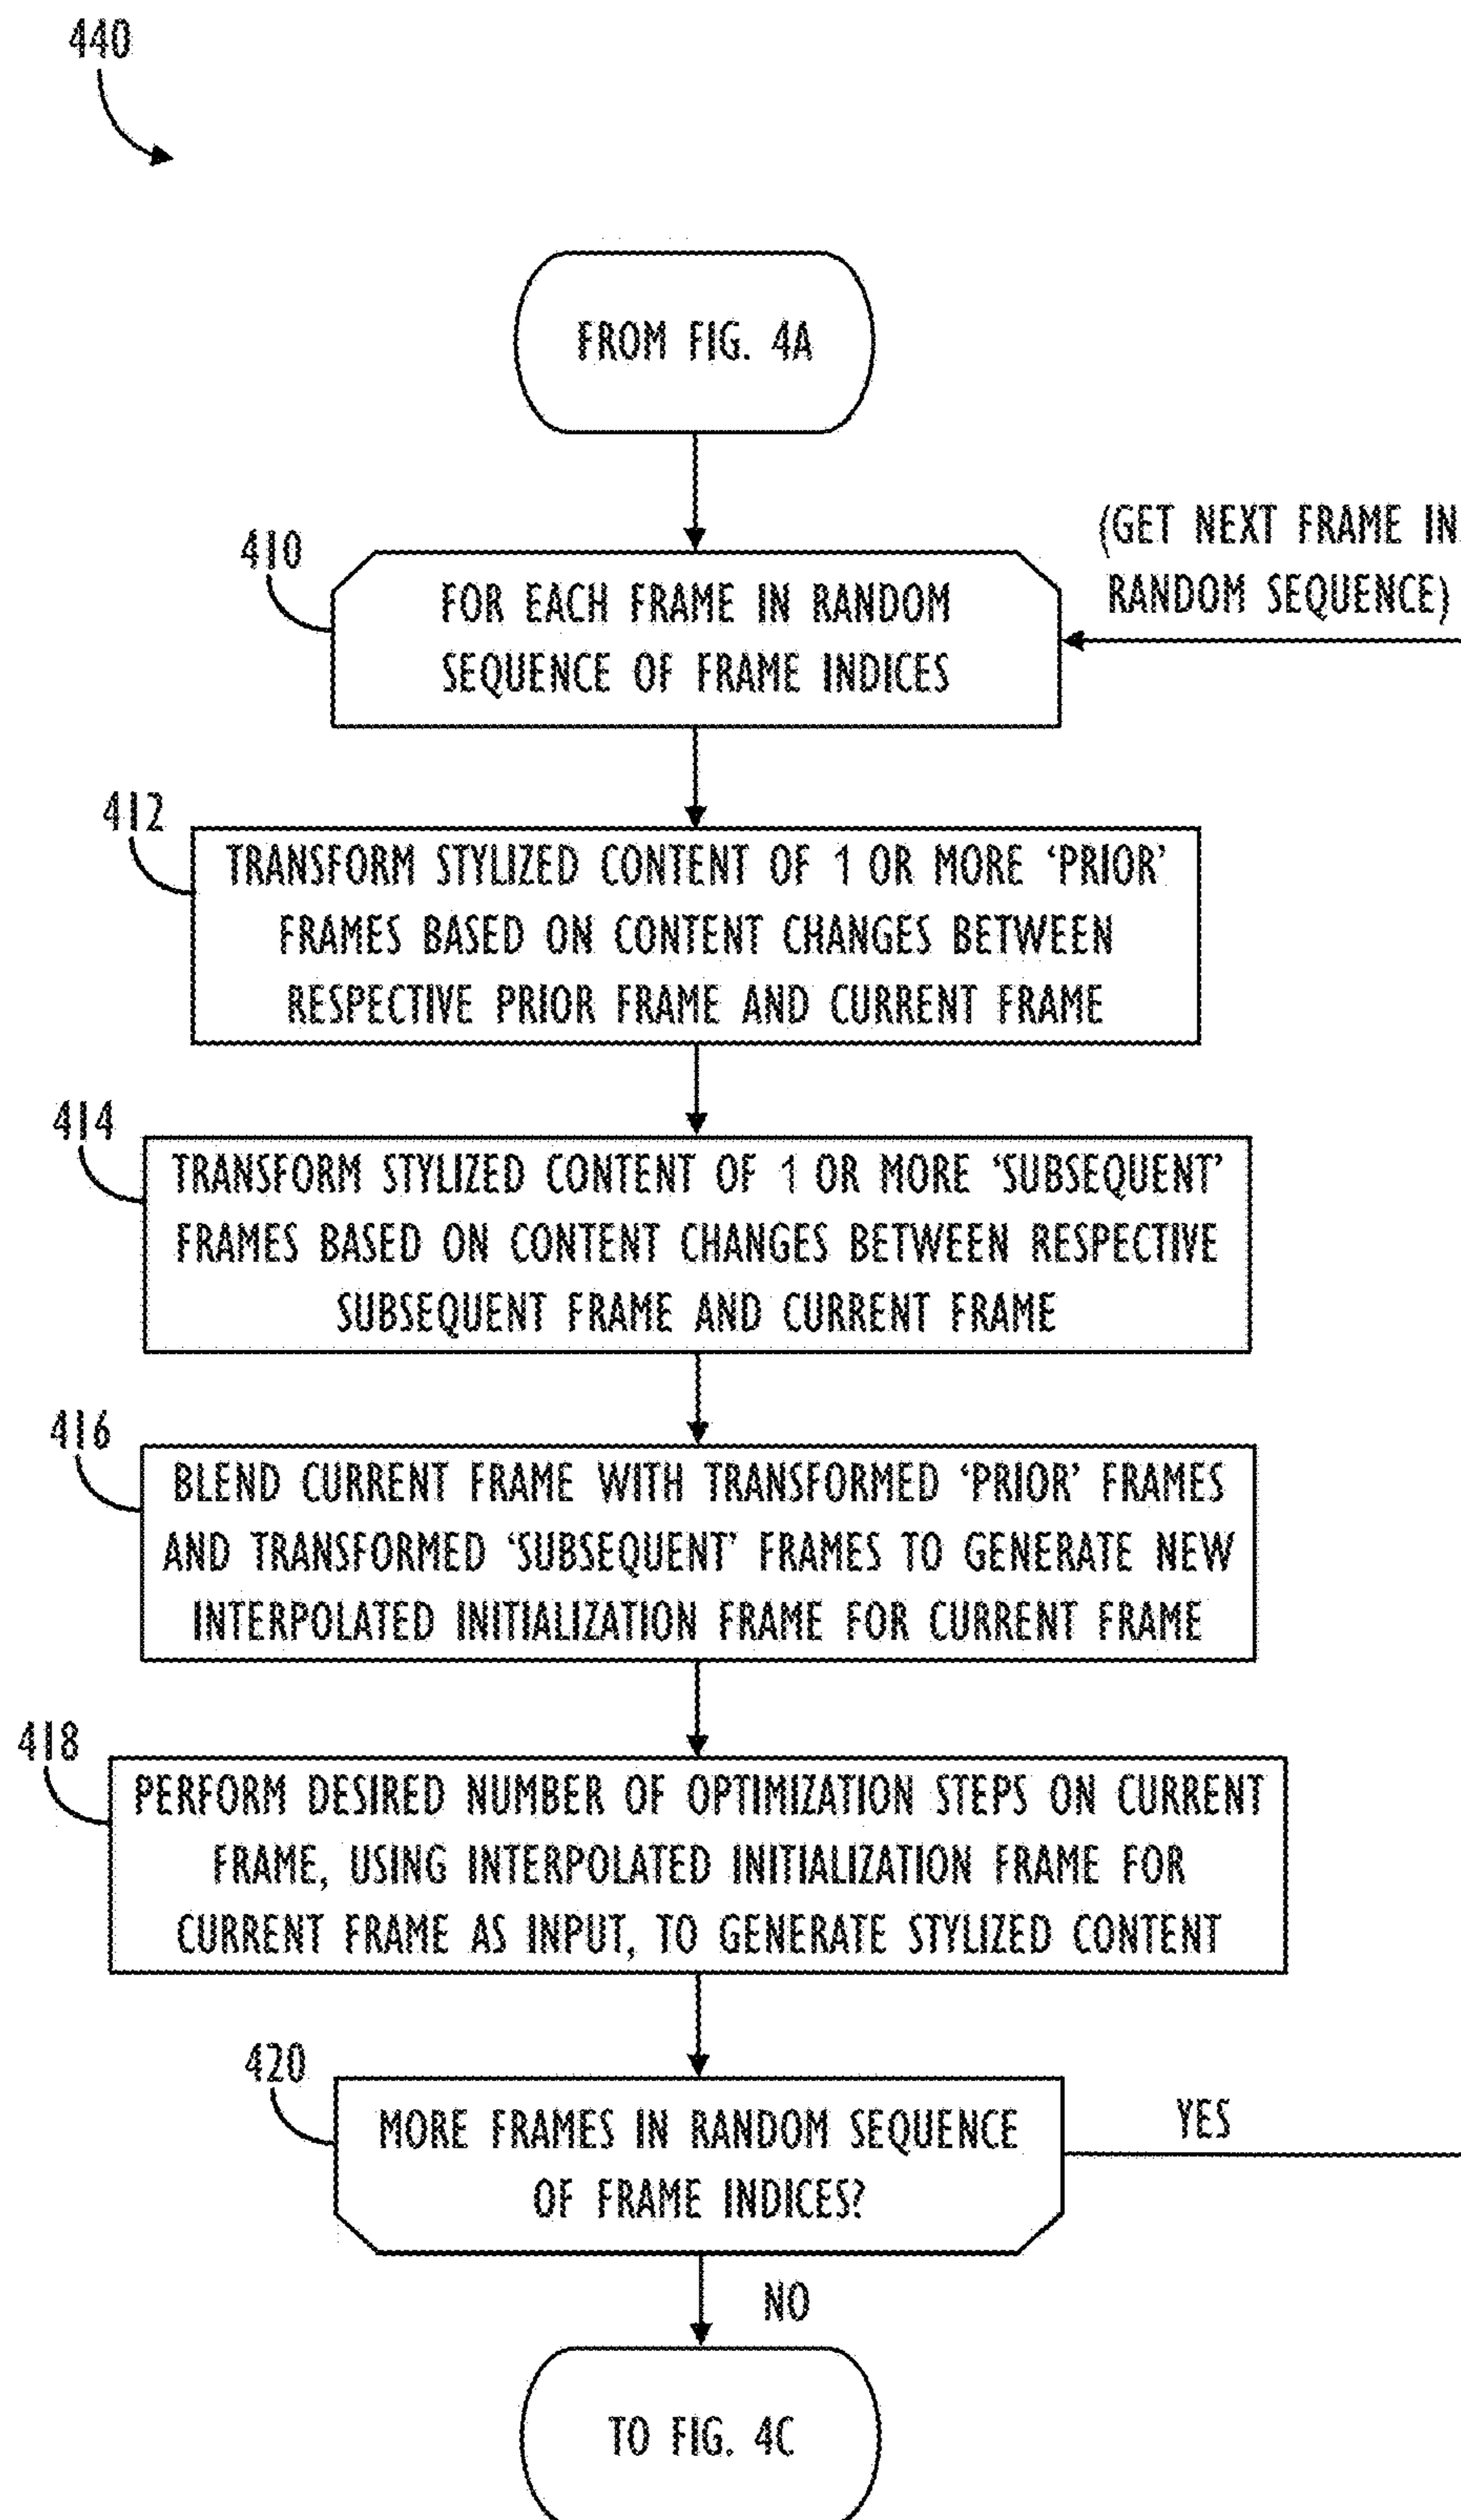 440
FROM FIG. 4A
(GET NEXT FRAME IN
RANDOM SEQUENCE)
410
FOR EACH FRAME IN RANDOM
SEQUENCE OF FRAME INDICES
412
TRANSFORM STYLIZED CONTENT OF 1 OR MORE ‘PRIOR’
FRAMES BASED ON CONTENT CHANGES BETWEEN
RESPECTIVE PRIOR FRAME AND CURRENT FRAME
414
TRANSFORM STYLIZED CONTENT OF 1 OR MORE ‘SUBSEQUENT’
FRAMES BASED ON CONTENT CHANGES BETWEEN RESPECTIVE
SUBSEQUENT FRAME AND CURRENT FRAME
416
BLEND CURRENT FRAME WITH TRANSFORMED ‘PRIOR’ FRAMES
AND TRANSFORMED ‘SUBSEQUENT’ FRAMES TO GENERATE NEW
INTERPOLATED INITIALIZATION FRAME FOR CURRENT FRAME
418
PERFORM DESIRED NUMBER OF OPTIMIZATION STEPS ON CURRENT
FRAME, USING INTERPOLATED INITIALIZATION FRAME FOR
CURRENT FRAME AS INPUT, TO GENERATE STYLIZED CONTENT
420
MORE FRAMES IN RANDOM SEQUENCE
OF FRAME INDICES?
YES
NO
TO FIG. 4C